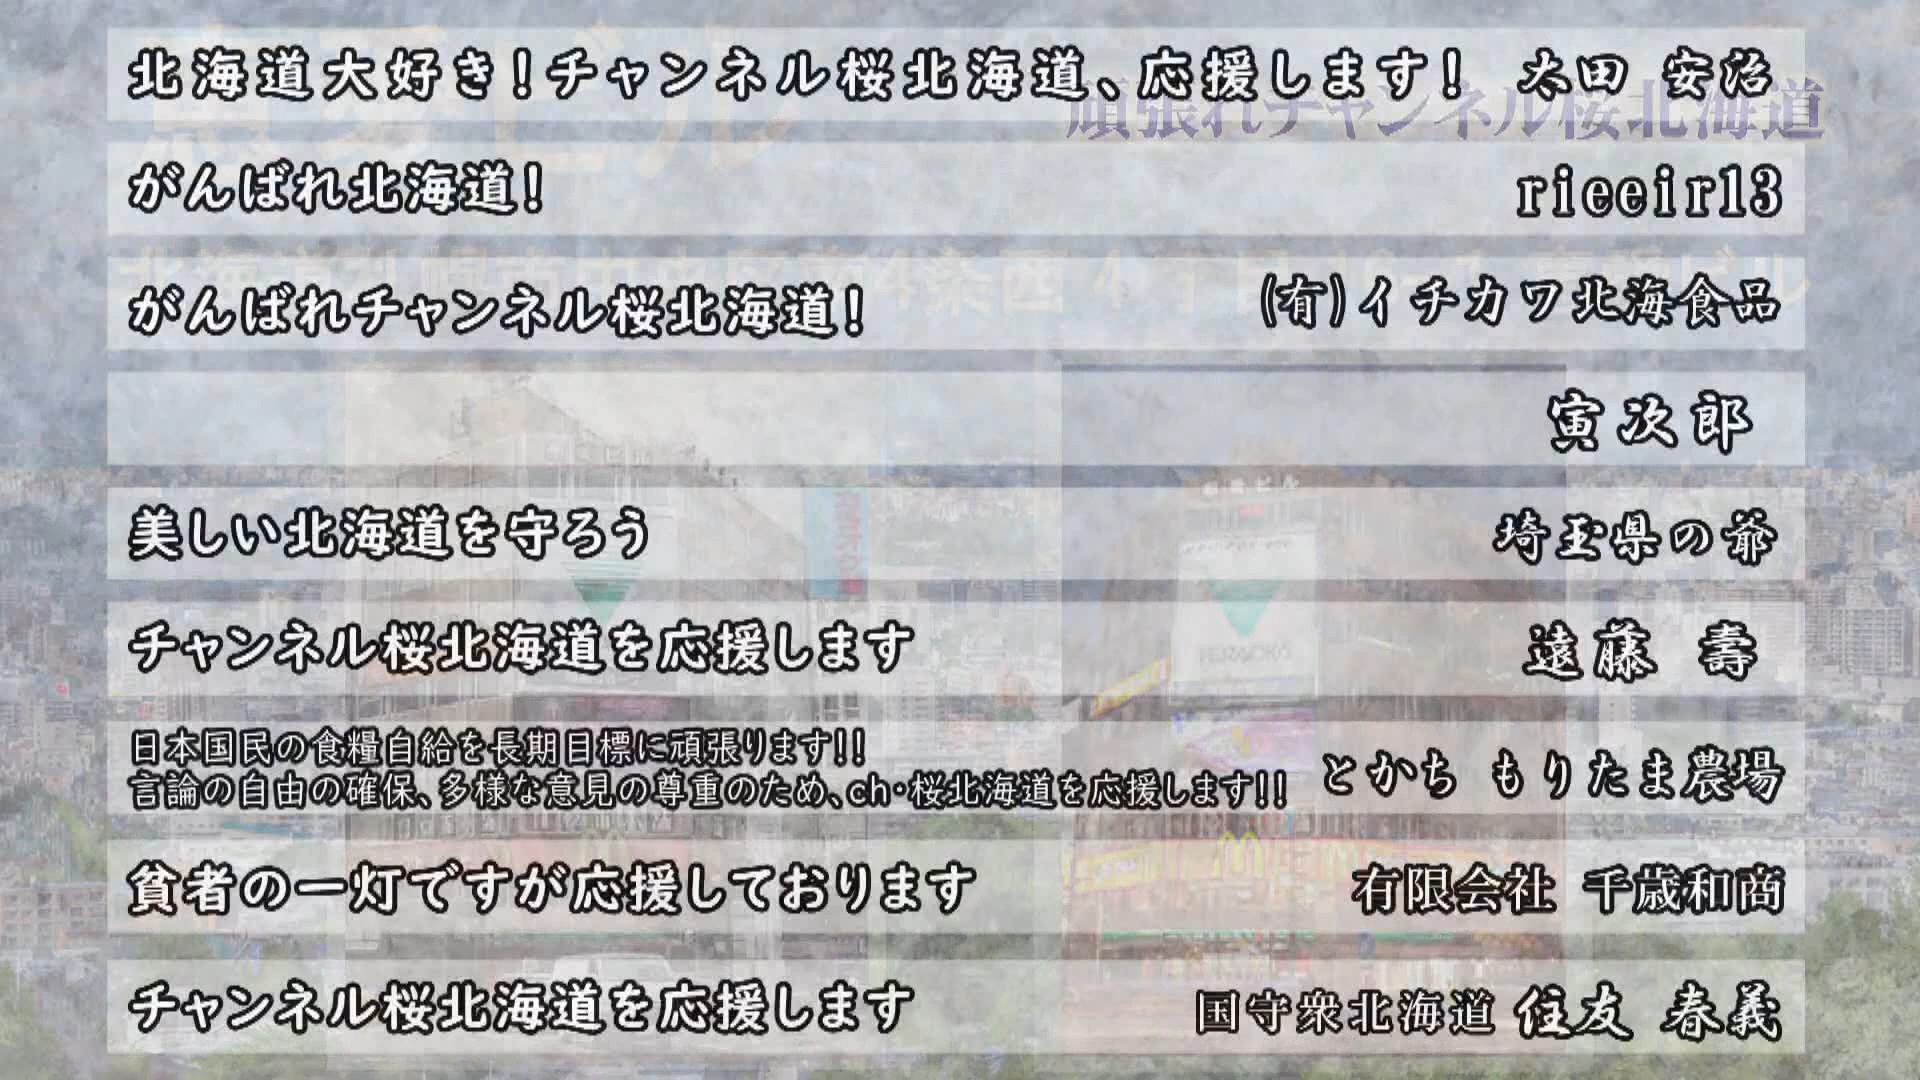 北海道大好き！チャンネル桜北海道、応援します！ 太田 安治
頑張れチャンネル桜北海道
がんばれ北海道！ rieeir13
がんばれチャンネル桜北海道！ (有)イチカワ北海食品
寅次郎
美しい北海道を守ろう 埼玉県の爺
チャンネル桜北海道を応援します 遠藤 壽
日本国民の食糧自給を長期目標に頑張ります！！
言論の自由の確保、多様な意見の尊重のため、ch・桜北海道を応援します！！ とかち もりたま農場
貧者の一灯ですが応援しております 有限会社 千歳和商
チャンネル桜北海道を応援します 国守衆北海道 住友 春義